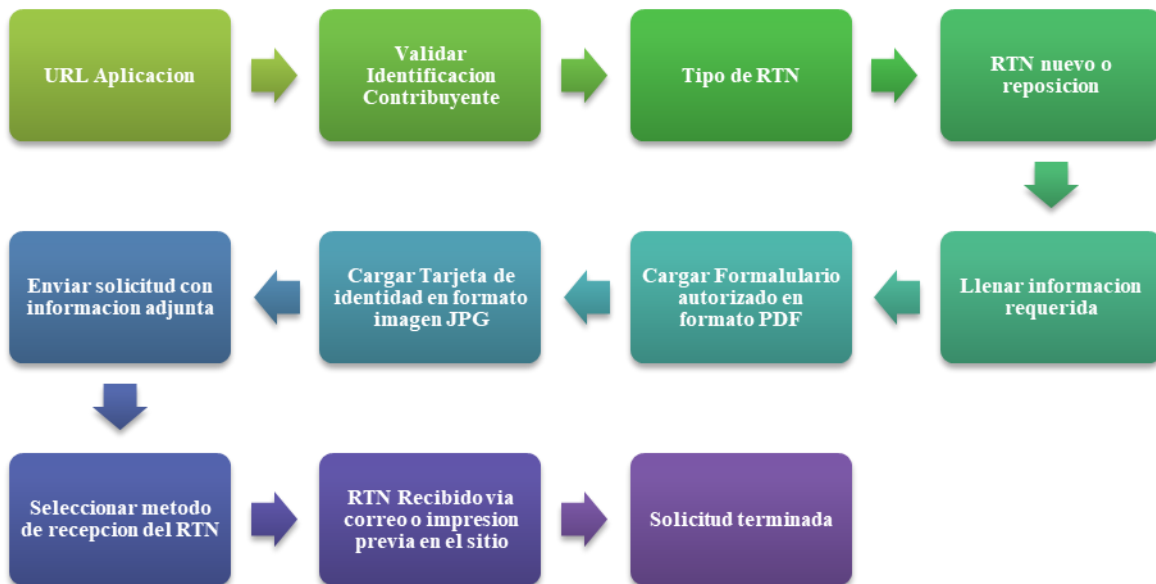 URL Aplicacion
Validar
Identificacion
Contribuyente
Tipo de RTN
RTN nuevo o
reposicion
Llenar informacion
requerida
Cargar Formalulario
autorizado en
formato PDF
Cargar Tarjeta de
identidad en formato
imagen JPG
Enviar solicitud con
informacion adjunta
Seleccionar metodo
de recepcion del RTN
RTN Recibido via
correo o impresion
previa en el sitio
Solicitud terminada